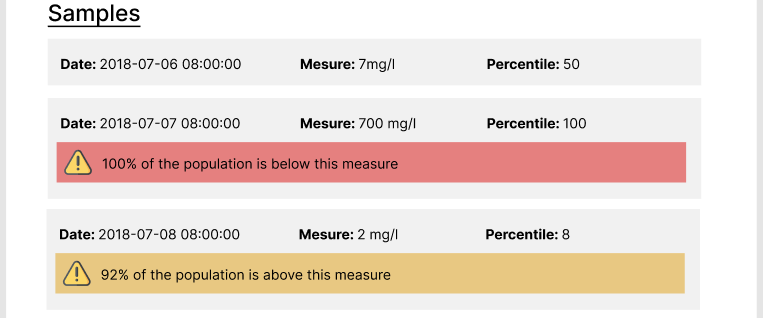 Samples
Date: 2018-07-06 08:00:00 Mesure: 7mg/l Percentile: 50
Date: 2018-07-07 08:00:00 Mesure: 700 mg/l Percentile: 100
100% of the population is below this measure
Date: 2018-07-08 08:00:00 Mesure: 2 mg/l Percentile: 8
92% of the population is above this measure